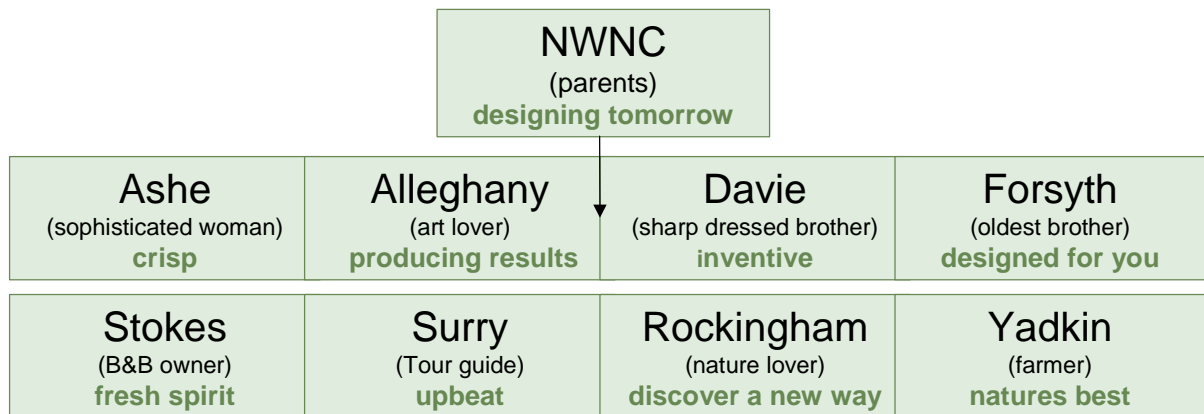 NWNC
(parents)
designing tomorrow
Ashe
(sophisticated woman)
crisp
Alleghany
(art lover)
producing results
Davie
(sharp dressed brother)
inventive
Forsyth
(oldest brother)
designed for you
Stokes
(B&B owner)
fresh spirit
Surry
(Tour guide)
upbeat
Rockingham
(nature lover)
discover a new way
Yadkin
(farmer)
natures best